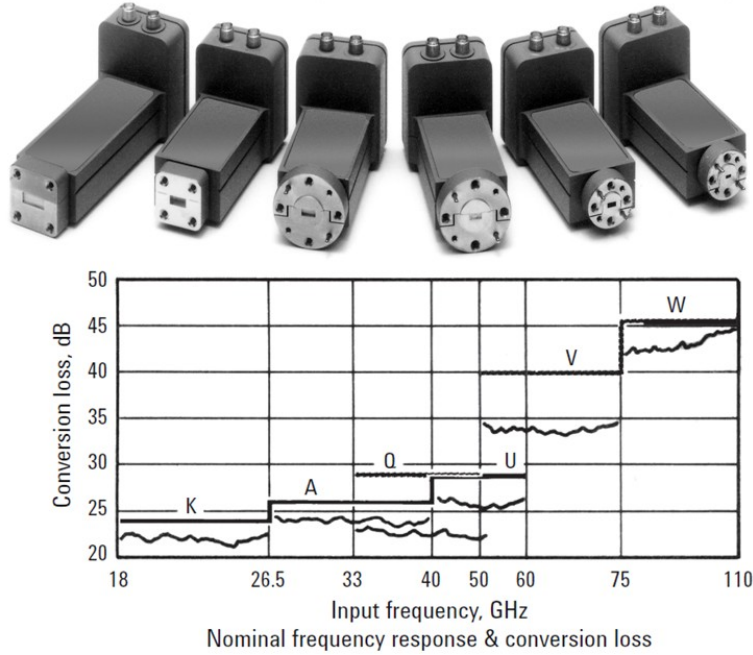 50
45
40
35
30
25
20
Conversion loss, dB
K
A
Q
U
V
W
18
26.5
33
40
50
60
75
110
Input frequency, GHz
Nominal frequency response & conversion loss